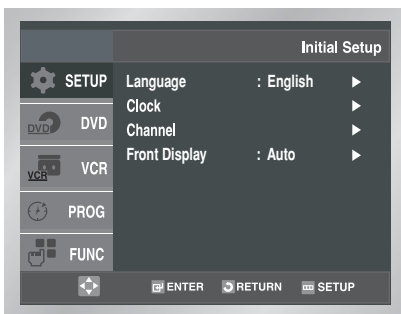 Initial Setup
SETUP
DVD DVD
VCR VCR
PROG
FUNC
Language : English ►
Clock ►
Channel ►
Front Display : Auto ►
ENTER RETURN SETUP